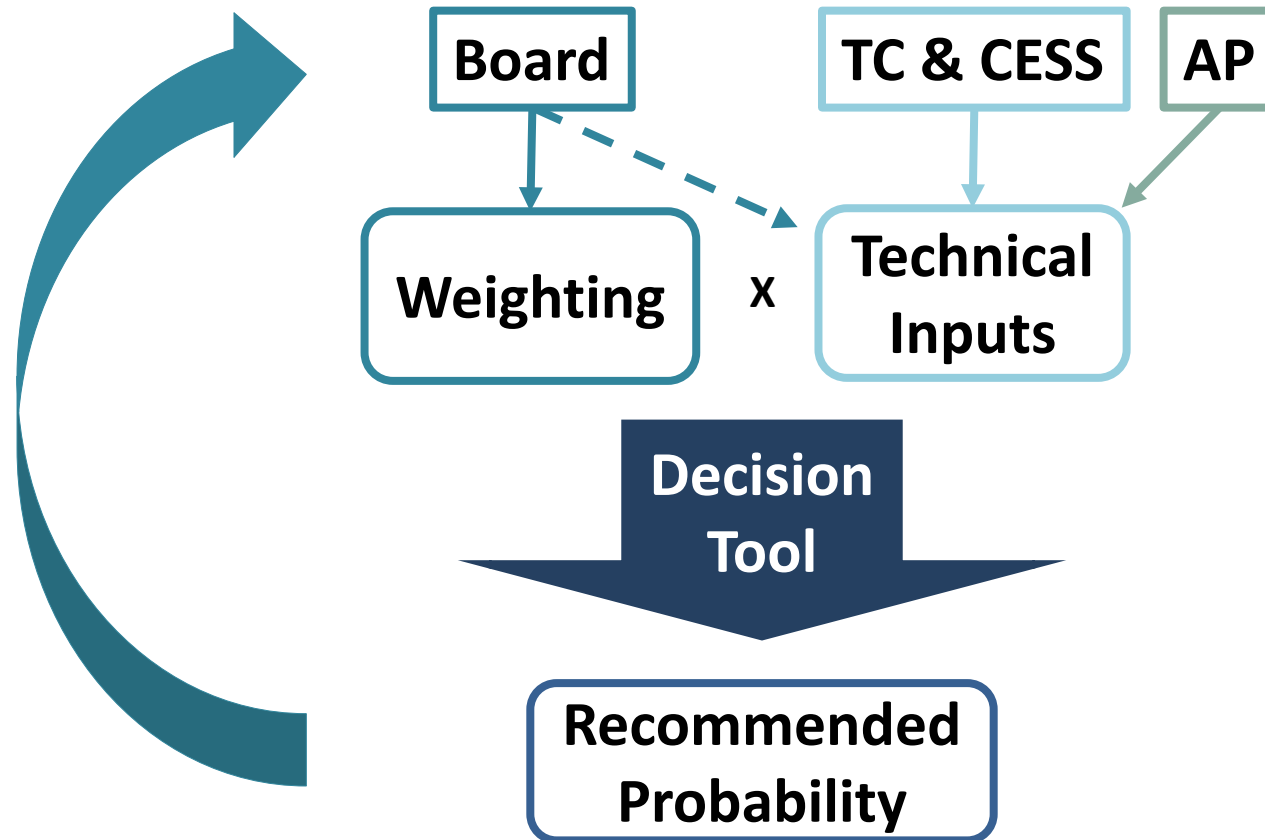 Board
TC & CESS
AP
Weighting
x
Technical
Inputs
Decision
Tool
Recommended
Probability